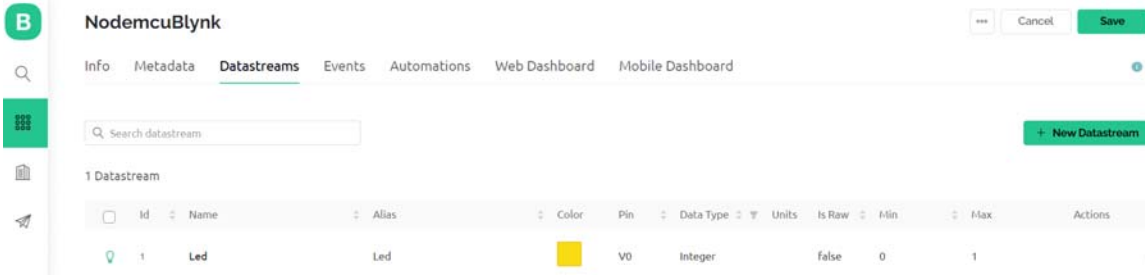 B
NodemcuBlynk
Cancel
Save
Info Metadata Datastreams Events Automations Web Dashboard Mobile Dashboard
Search datastream
+ New Datastream
1 Datastream
Id Name Alias Color Pin Data Type Units Is Raw Min Max Actions
1 Led Led V0 Integer false 0 1